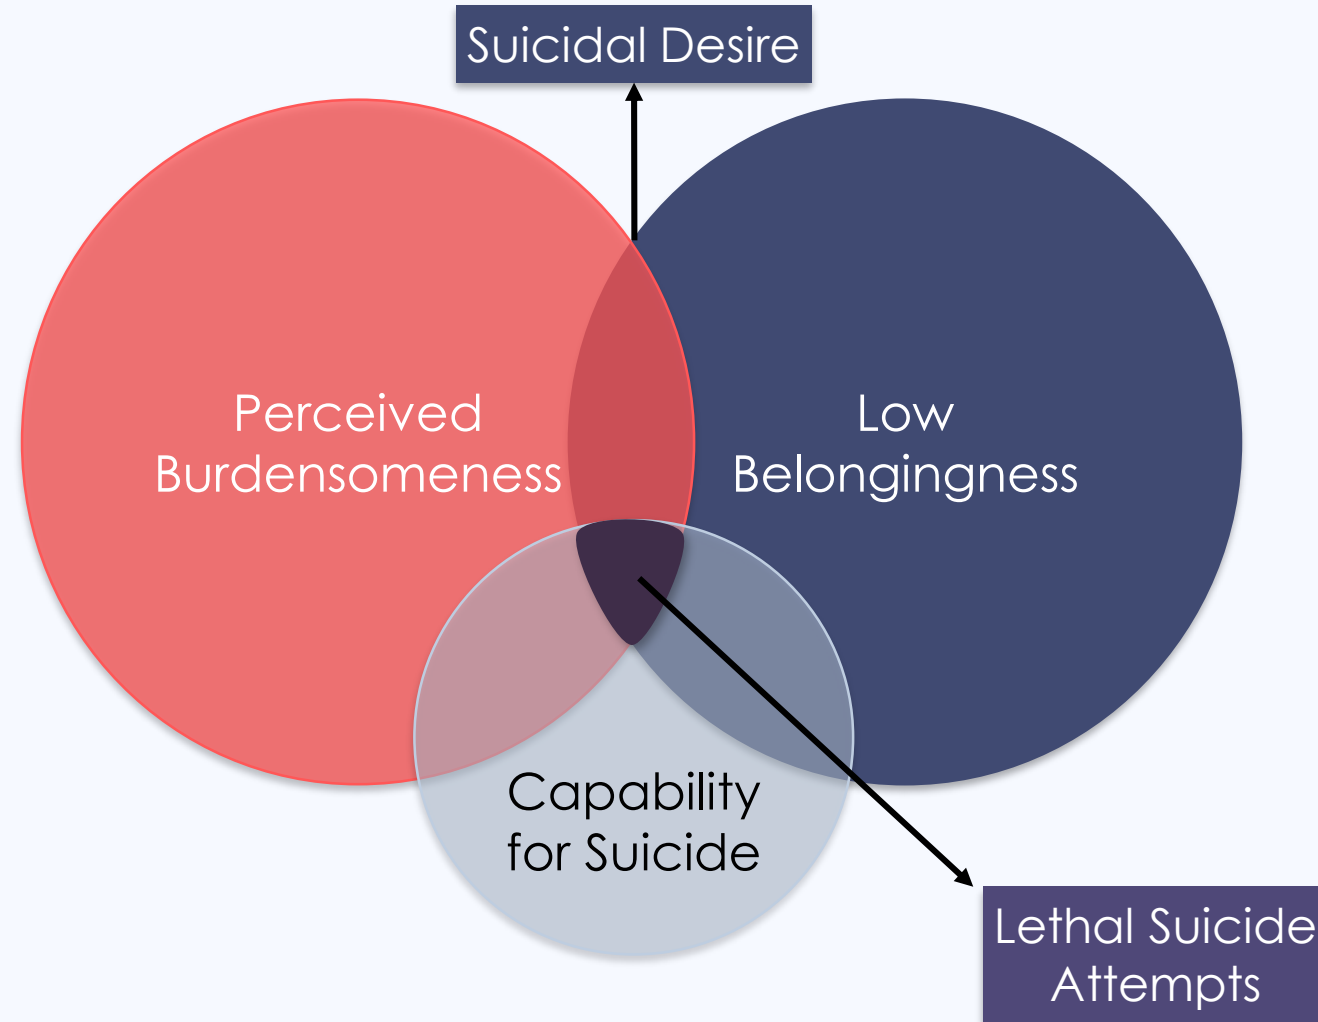 Suicidal Desire
Perceived
Burdensomeness
Low
Belongingness
Capability
for Suicide
Lethal Suicide
Attempts